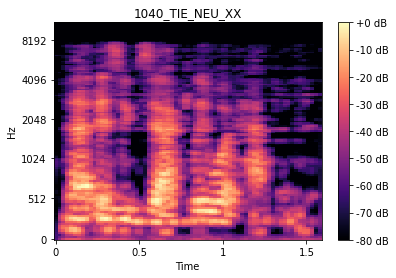 1040_TIE_NEU_XX
+0 dB
8192
-10 dB
4096
-20 dB
-30 dB
2048
Hz
-40 dB
1024
-50 dB
512
-60 dB
-70 dB
0
-80 dB
0
0.5
1
1.5
Time